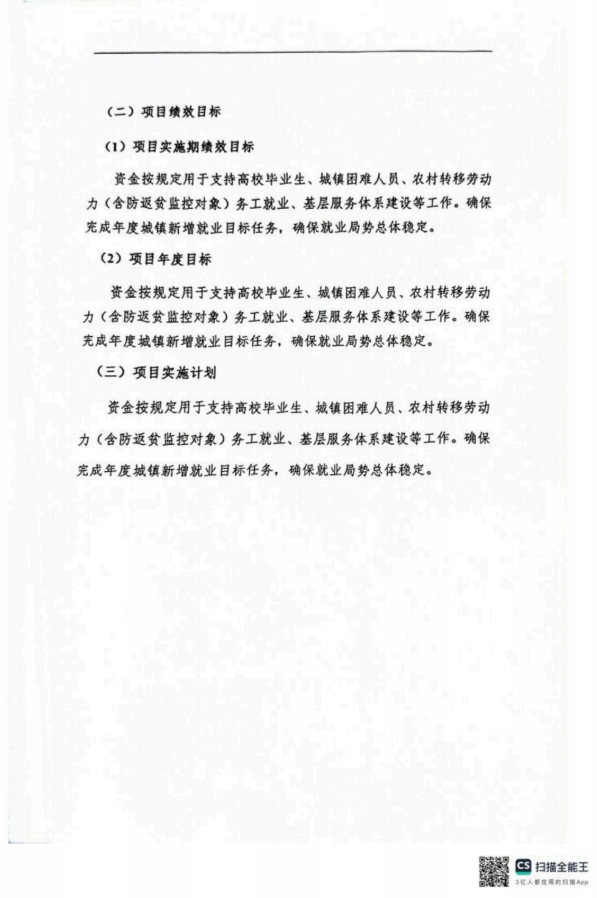 （二）项目绩效目标
（1）项目实施期绩效目标
资金按规定用于支持高校毕业生、城镇困难人员、农村转移劳动
力（含防返贫监控对象）务工就业、基层服务体系建设等工作。确保
完成年度城镇新增就业目标任务，确保就业局势总体稳定。
（2）项目年度目标
资金按规定用于支持高校毕业生、城镇困难人员、农村转移劳动
力（含防返贫监控对象）务工就业、基层服务体系建设等工作。确保
完成年度城镇新增就业目标任务，确保就业局势总体稳定。
（三）项目实施计划
资金按规定用于支持高校毕业生、城镇困难人员、农村转移劳动
力（含防返贫监控对象）务工就业、基层服务体系建设等工作。确保
完成年度城镇新增就业目标任务，确保就业局势总体稳定。
CS 扫描全能王
3亿人都在用的扫描App